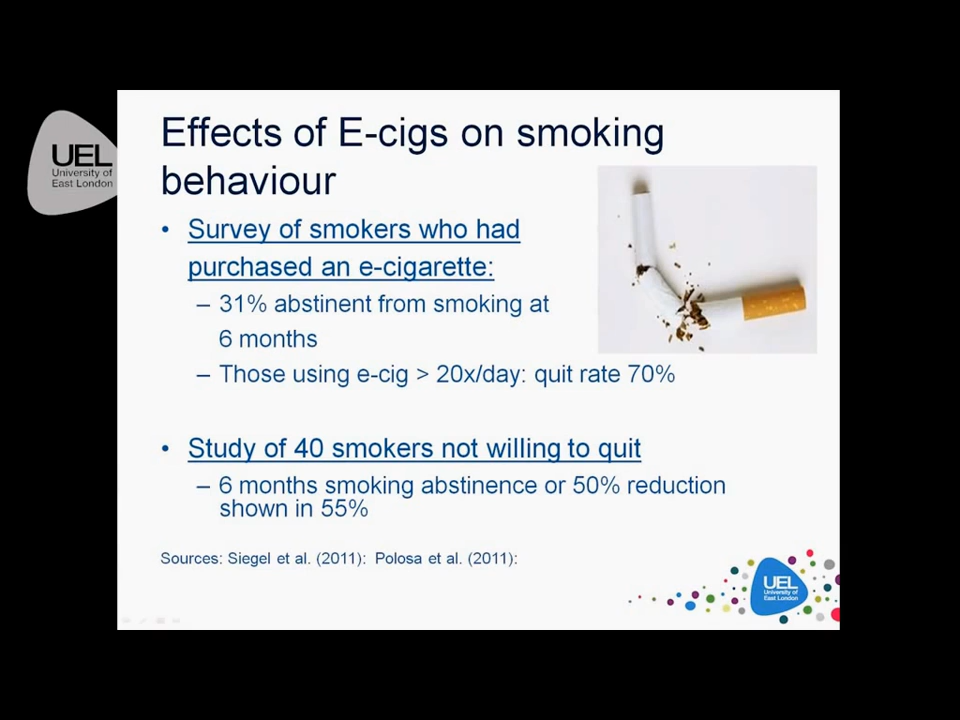 UEL
University of
East London
Effects of E-cigs on smoking
behaviour
• Survey of smokers who had
purchased an e-cigarette:
– 31% abstinent from smoking at
6 months
– Those using e-cig > 20x/day: quit rate 70%
• Study of 40 smokers not willing to quit
– 6 months smoking abstinence or 50% reduction
shown in 55%
Sources: Siegel et al. (2011): Polosa et al. (2011):
UEL
University of
East London